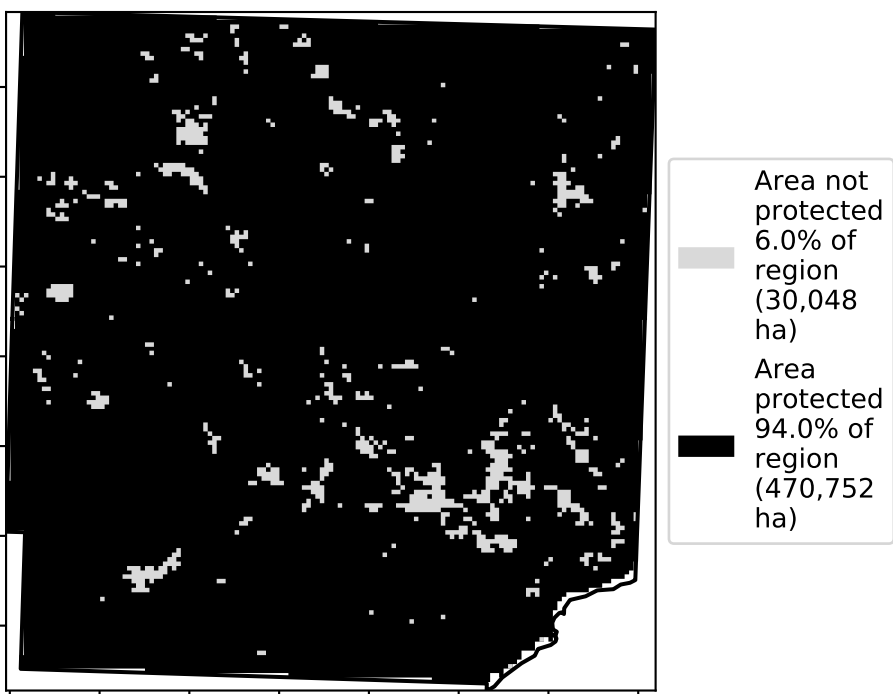 Area not
protected
6.0% of
region
(30,048
ha)
Area
protected
94.0% of
region
(470,752
ha)